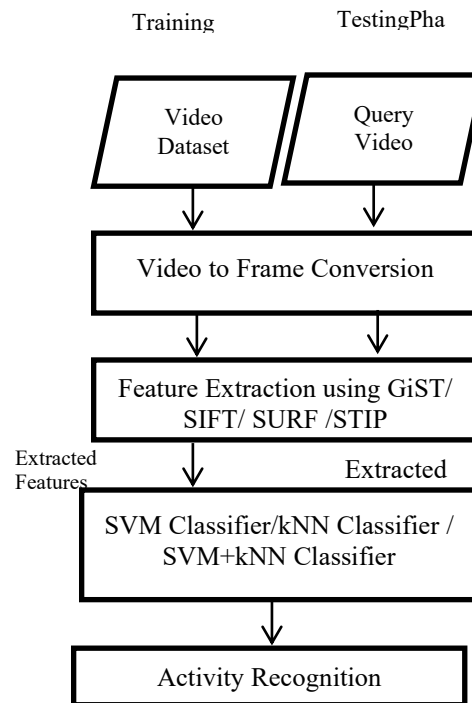 Training
TestingPha
Video
Dataset
Query
Video
Video to Frame Conversion
Feature Extraction using GiST/
SIFT/ SURF /STIP
Extracted
Features
Extracted
SVM Classifier/kNN Classifier /
SVM+kNN Classifier
Activity Recognition